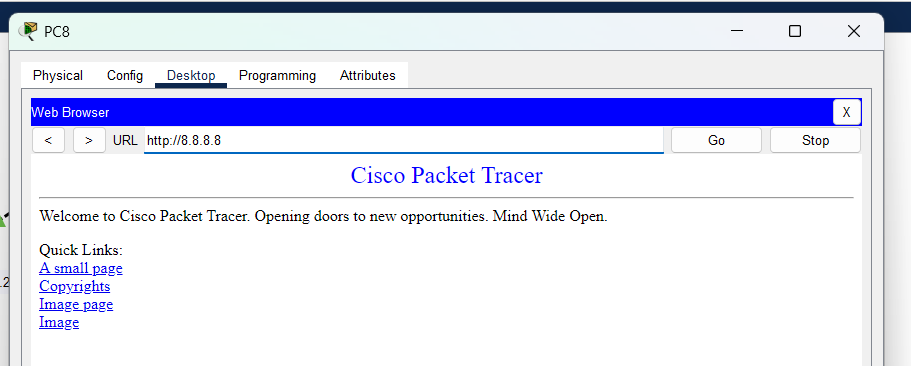 PC8
Physical Config Desktop Programming Attributes
Web Browser X
< > URL http://8.8.8.8 Go Stop
Cisco Packet Tracer
Welcome to Cisco Packet Tracer. Opening doors to new opportunities. Mind Wide Open.
Quick Links:
A small page
.2
Copyrights
Image page
Image